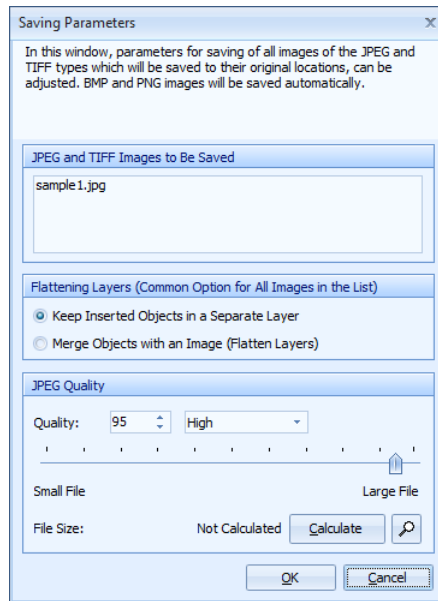 Saving Parameters
In this window, parameters for saving of all images of the JPEG and
TIFF types which will be saved to their original locations, can be
adjusted. BMP and PNG images will be saved automatically.
JPEG and TIFF Images to Be Saved
sample1.jpg
Flattening Layers (Common Option for All Images in the List)
Keep Inserted Objects in a Separate Layer
Merge Objects with an Image (Flatten Layers)
JPEG Quality
Quality: 95 High
Small File Large File
File Size: Not Calculated Calculate
OK Cancel